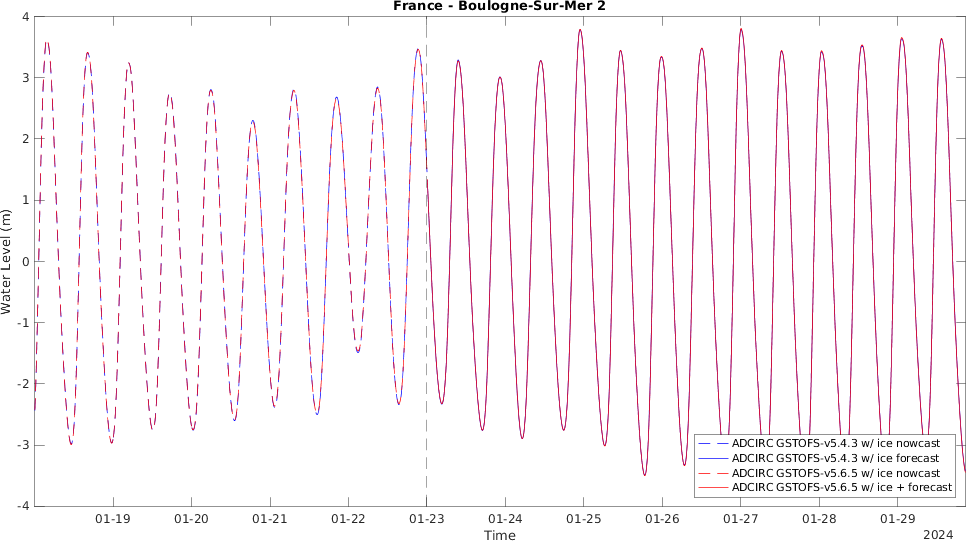 France - Boulogne-Sur-Mer 2
Water Level (m)
4
3
2
1
0
-1
-2
-3
-4
ADCIRC GSTOFS-v5.4.3 w/ ice nowcast
ADCIRC GSTOFS-v5.4.3 w/ ice forecast
ADCIRC GSTOFS-v5.6.5 w/ ice nowcast
ADCIRC GSTOFS-v5.6.5 w/ ice + forecast
01-19 01-20 01-21 01-22 01-23 01-24 01-25 01-26 01-27 01-28 01-29
Time
2024